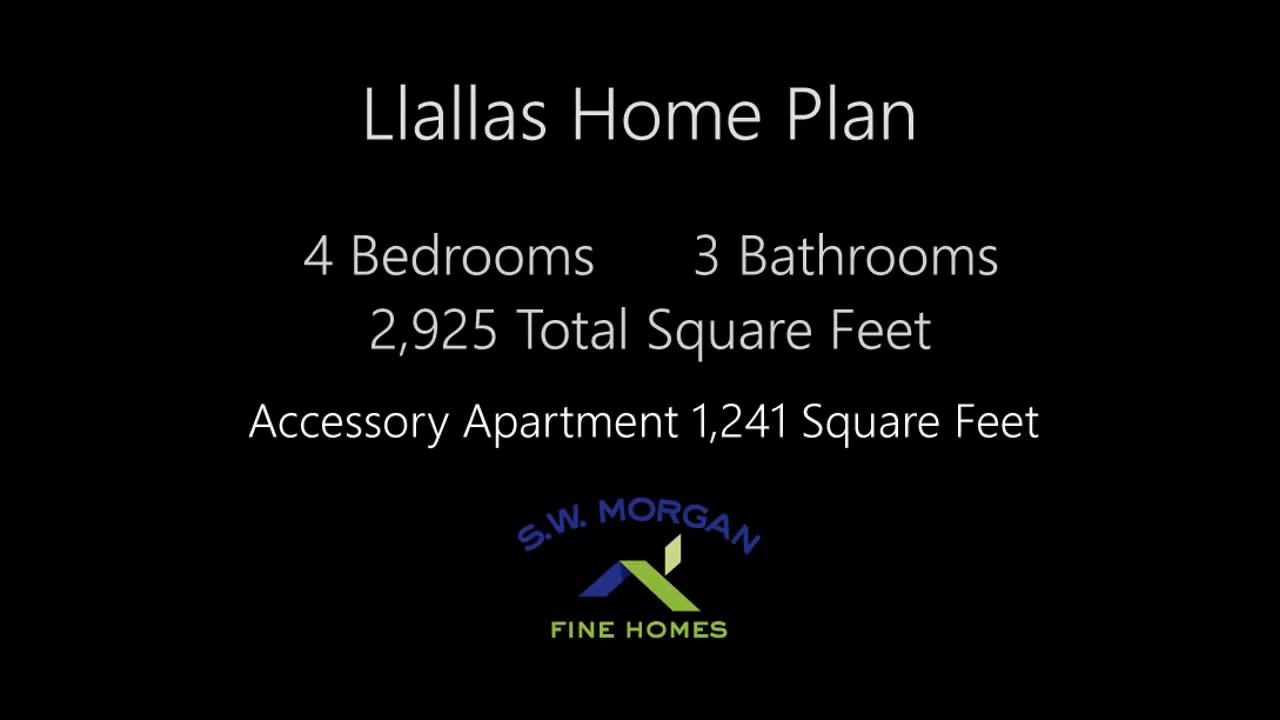 Llallas Home Plan
4 Bedrooms 3 Bathrooms
2,925 Total Square Feet
Accessory Apartment 1,241 Square Feet
S.W. MORGAN
FINE HOMES